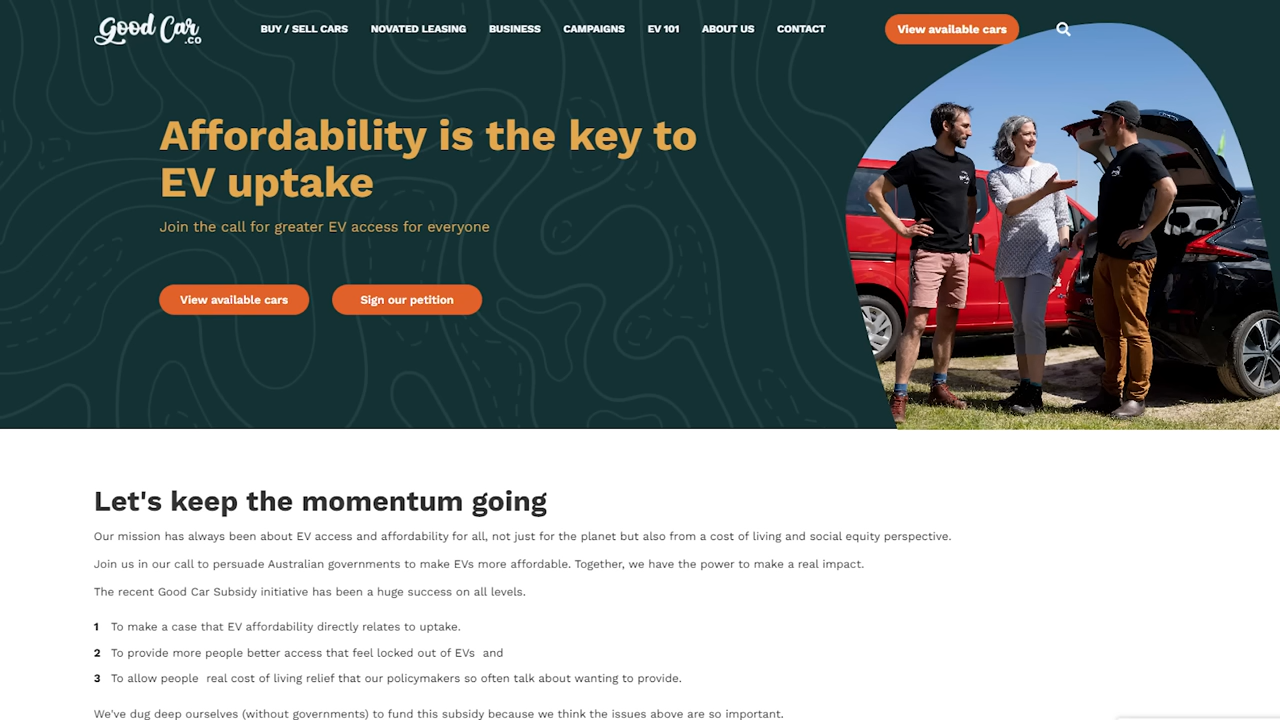 Good Car
.co
BUY / SELL CARS
NOVATED LEASING
BUSINESS
CAMPAIGNS
EV 101
ABOUT US
CONTACT
View available cars
Affordability is the key to
EV uptake
Join the call for greater EV access for everyone
View available cars
Sign our petition
Let's keep the momentum going
Our mission has always been about EV access and affordability for all, not just for the planet but also from a cost of living and social equity perspective.
Join us in our call to persuade Australian governments to make EVs more affordable. Together, we have the power to make a real impact.
The recent Good Car Subsidy initiative has been a huge success on all levels.
1 To make a case that EV affordability directly relates to uptake.
2 To provide more people better access that feel locked out of EVs  and
3 To allow people  real cost of living relief that our policymakers so often talk about wanting to provide.
We've dug deep ourselves (without governments) to fund this subsidy because we think the issues above are so important.